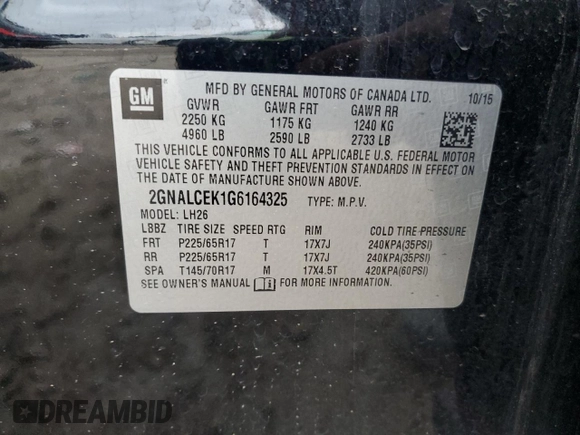 GM
MFD BY GENERAL MOTORS OF CANADA LTD. 10/15
GVWR GAWR FRT GAWR RR
2250 KG 1175 KG 1240 KG
4960 LB 2590 LB 2733 LB
THIS VEHICLE CONFORMS TO ALL APPLICABLE U.S. FEDERAL MOTOR
VEHICLE SAFETY AND THEFT PREVENTION STANDARDS IN EFFECT ON
THE DATE OF MANUFACTURE SHOWN ABOVE.
2GNALCEK1G6164325 TYPE: M.P.V.
MODEL: LH26
LBBZ TIRE SIZE SPEED RTG RIM COLD TIRE PRESSURE
FRT P225/65R17 T 17X7J 240KPA(35PSI)
RR P225/65R17 T 17X7J 240KPA(35PSI)
SPA T145/70R17 M 17X4.5T 420KPA(60PSI)
SEE OWNER'S MANUAL FOR MORE INFORMATION.
DREAMBID